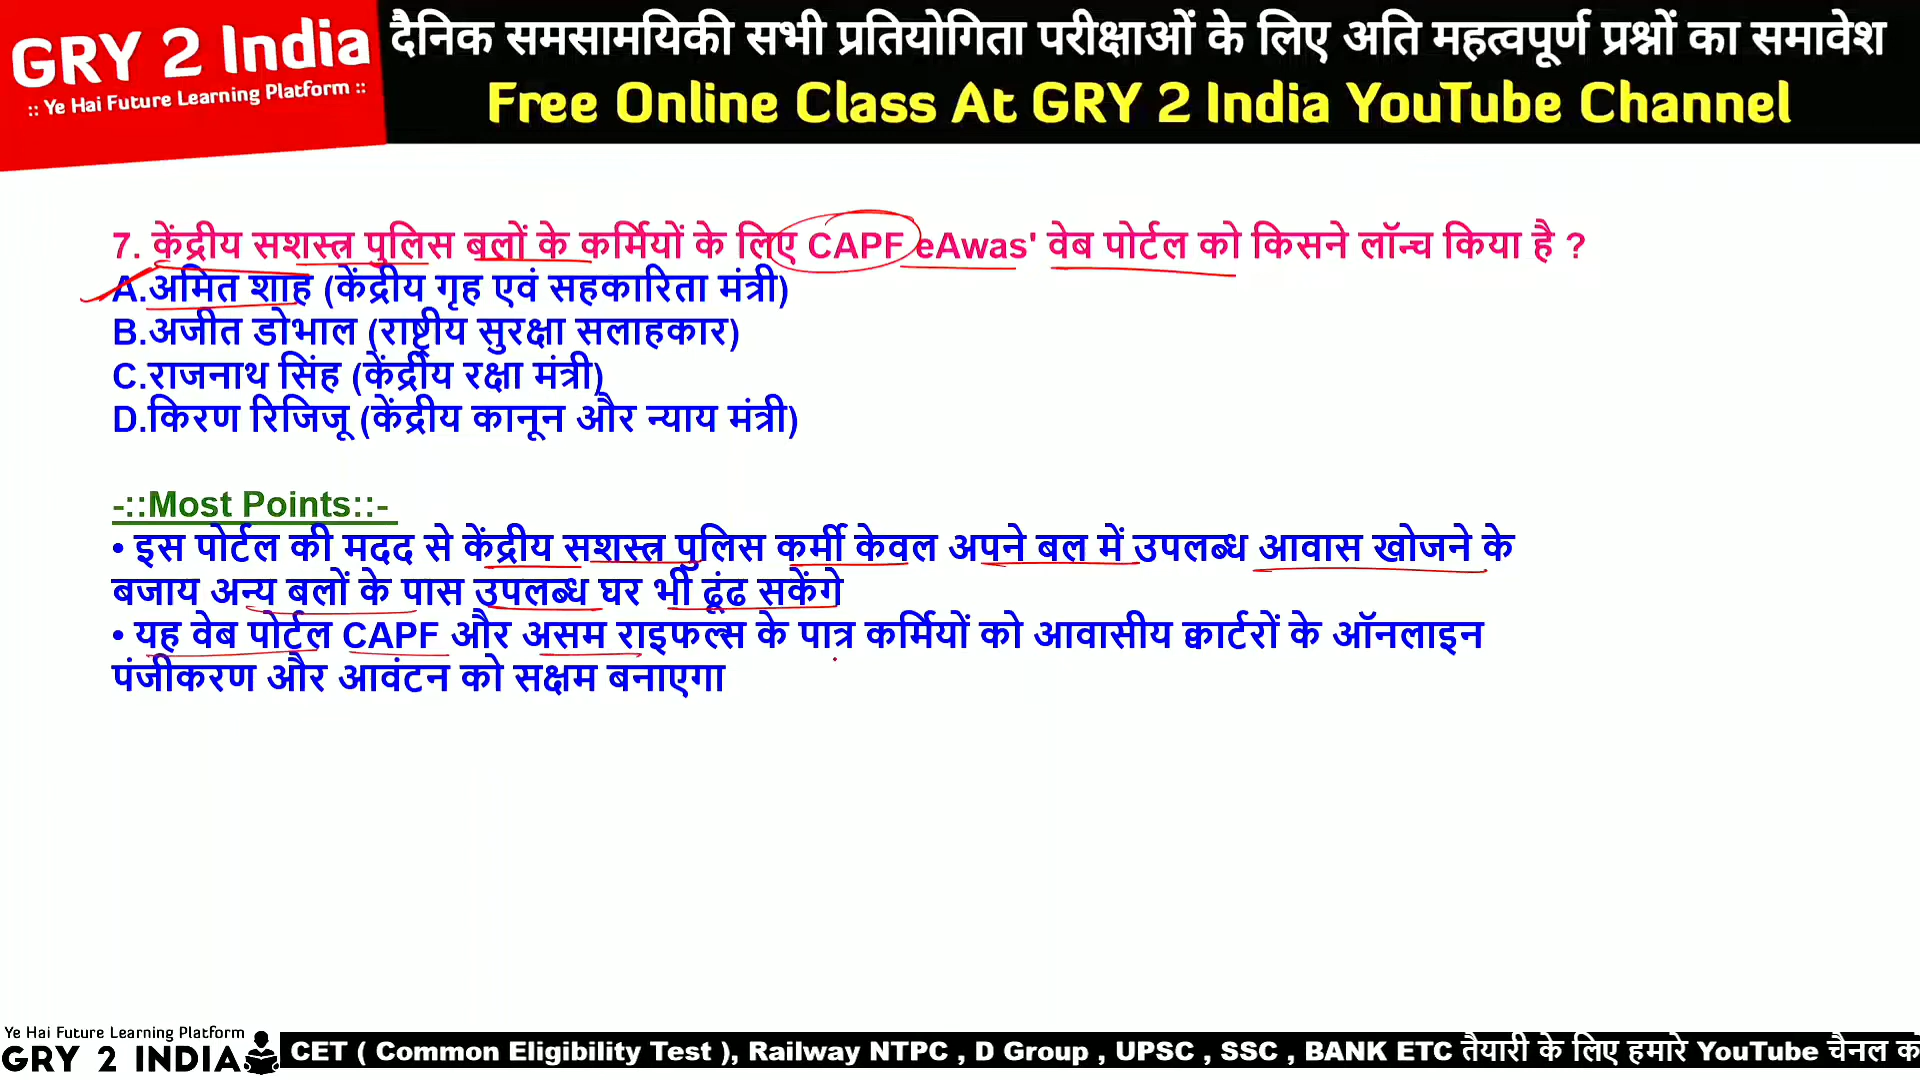 GRY 2 India
:: Ye Hai Future Learning Platform ::
दैनिक समसामयिकी सभी प्रतियोगिता परीक्षाओं के लिए अति महत्वपूर्ण प्रश्नों का समावेश
Free Online Class At GRY 2 India YouTube Channel
7. केंद्रीय सशस्त्र पुलिस बलों के कर्मियों के लिए CAPF eAwas' वेब पोर्टल को किसने लॉन्च किया है ?
A.अमित शाह (केंद्रीय गृह एवं सहकारिता मंत्री)
B.अजीत डोभाल (राष्ट्रीय सुरक्षा सलाहकार)
C.राजनाथ सिंह (केंद्रीय रक्षा मंत्री)
D.किरण रिजिजू (केंद्रीय कानून और न्याय मंत्री)
-::Most Points::-
• इस पोर्टल की मदद से केंद्रीय सशस्त्र पुलिस कर्मी केवल अपने बल में उपलब्ध आवास खोजने के
बजाय अन्य बलों के पास उपलब्ध घर भी ढूंढ सकेंगे
• यह वेब पोर्टल CAPF और असम राइफल्स के पात्र कर्मियों को आवासीय क्वार्टरों के ऑनलाइन
पंजीकरण और आवंटन को सक्षम बनाएगा
Ye Hai Future Learning Platform
GRY 2 INDIA
CET ( Common Eligibility Test ), Railway NTPC , D Group , UPSC , SSC , BANK ETC तैयारी के लिए हमारे YouTube चैनल क